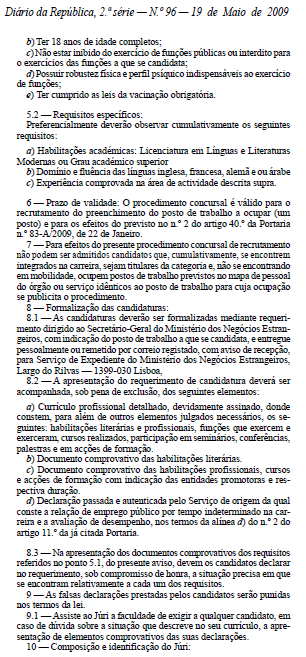 Diário da República, 2.ª série — N.º 96 — 19 de Maio de 2009
b) Ter 18 anos de idade completos;
c) Não estar inibido do exercício de funções públicas ou interdito para
o exercícios das funções a que se candidata;
d) Possuir robustez física e perfil psíquico indispensáveis ao exercício
de funções;
e) Ter cumprido as leis da vacinação obrigatória.
5.2 — Requisitos específicos:
Preferencialmente deverão observar cumulativamente os seguintes
requisitos:
a) Habilitações académicas: Licenciatura em Línguas e Literaturas
Modernas ou Grau académico superior
b) Domínio e fluência das línguas inglesa, francesa, alemã e ou árabe
c) Experiência comprovada na área de actividade descrita supra.
6 — Prazo de validade: O procedimento concursal é válido para o
recrutamento do preenchimento do posto de trabalho a ocupar (um
posto) e para os efeitos do previsto no n.º 2 do artigo 40.º da Portaria
n.º 83-A/2009, de 22 de Janeiro.
7 — Para efeitos do presente procedimento concursal de recrutamento
não podem ser admitidos candidatos que, cumulativamente, se encontrem
integrados na carreira, sejam titulares da categoria e, não se encontrando
em mobilidade, ocupem postos de trabalho previstos no mapa de pessoal
do órgão ou serviço idênticos ao posto de trabalho para cuja ocupação
se publicita o procedimento.
8 — Formalização das candidaturas:
8.1 — As candidaturas deverão ser formalizadas mediante requeri-
mento dirigido ao Secretário-Geral do Ministério dos Negócios Estran-
geiros, com indicação do posto de trabalho a que se candidata, e entregue
pessoalmente ou remetido por correio registado, com aviso de recepção,
para Serviço de Expediente do Ministério dos Negócios Estrangeiros,
Largo do Rilvas — 1399-030 Lisboa,
8.2 — A apresentação do requerimento de candidatura deverá ser
acompanhada, sob pena de exclusão, dos seguintes elementos:
a) Currículo profissional detalhado, devidamente assinado, donde
constem, para além de outros elementos julgados necessários, os se-
guintes: habilitações literárias e profissionais, funções que exercem e
exerceram, cursos realizados, participação em seminários, conferências,
palestras e em acções de formação.
b) Documento comprovativo das habilitações literárias.
c) Documento comprovativo das habilitações profissionais, cursos
e acções de formação com indicação das entidades promotoras e res-
pectiva duração.
d) Declaração passada e autenticada pelo Serviço de origem da qual
conste a relação de emprego público por tempo indeterminado na car-
reira e a avaliação de desempenho, nos termos da alínea d) do n.º 2 do
artigo 11.º da já citada Portaria.
8.3 — Na apresentação dos documentos comprovativos dos requisitos
referidos no ponto 5.1, do presente aviso, devem os candidatos declarar
no requerimento, sob compromisso de honra, a situação precisa em que
se encontram relativamente a cada um dos requisitos.
9 — As falsas declarações prestadas pelos candidatos serão punidas
nos termos da lei.
9.1 — Assiste ao Júri a faculdade de exigir a qualquer candidato, em
caso de dúvida sobre a situação que descreve no seu currículo, a apre-
sentação de elementos comprovativos das suas declarações.
10 — Composição e identificação do Júri: